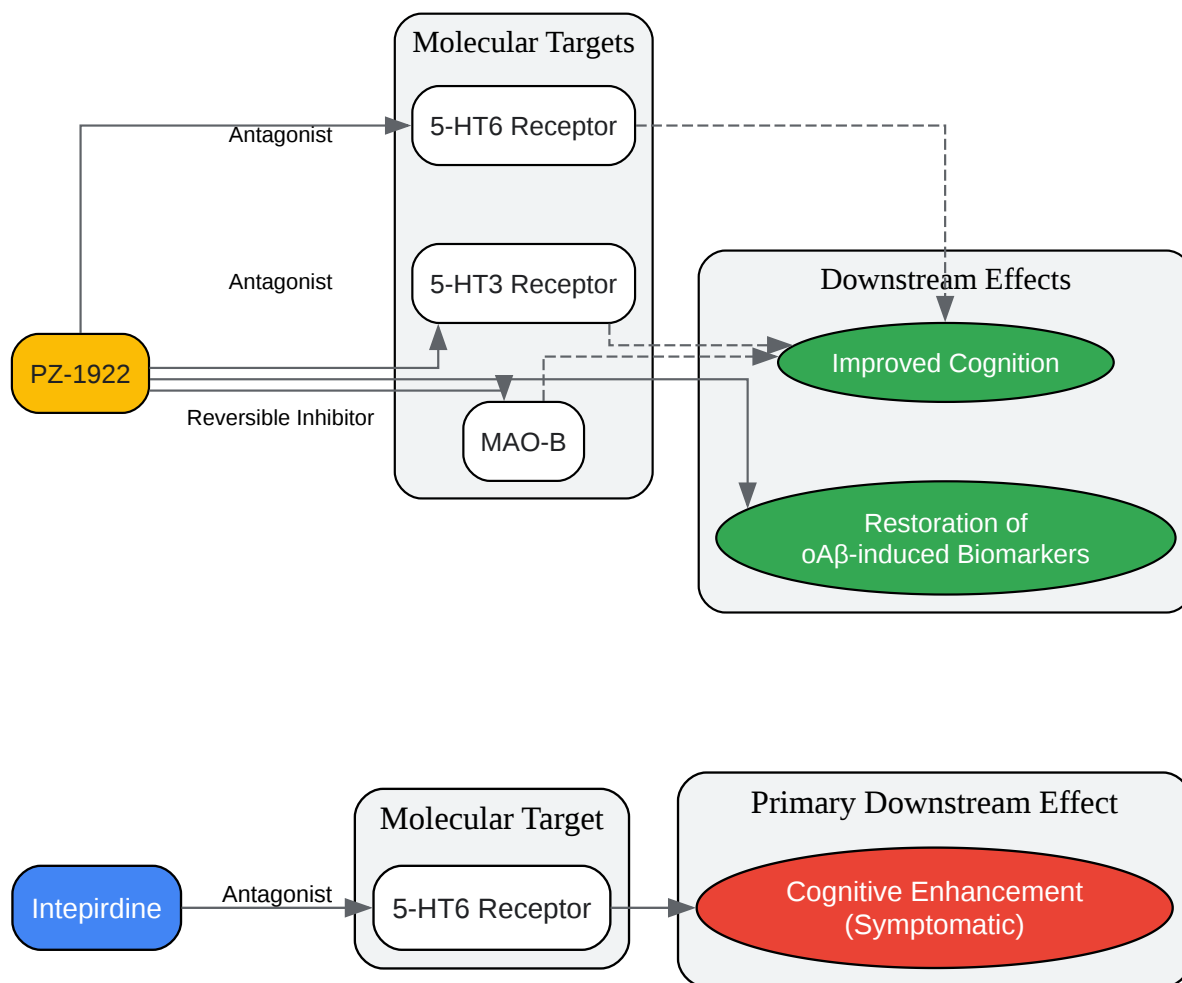 Molecular Targets
5-HT6 Receptor
Antagonist
5-HT3 Receptor
Antagonist
Downstream Effects
PZ-1922
Improved Cognition
Reversible Inhibitor
MAO-B
Restoration of
oAβ-induced Biomarkers
Molecular Target
Primary Downstream Effect
Intepirdine
Antagonist
5-HT6 Receptor
Cognitive Enhancement
(Symptomatic)